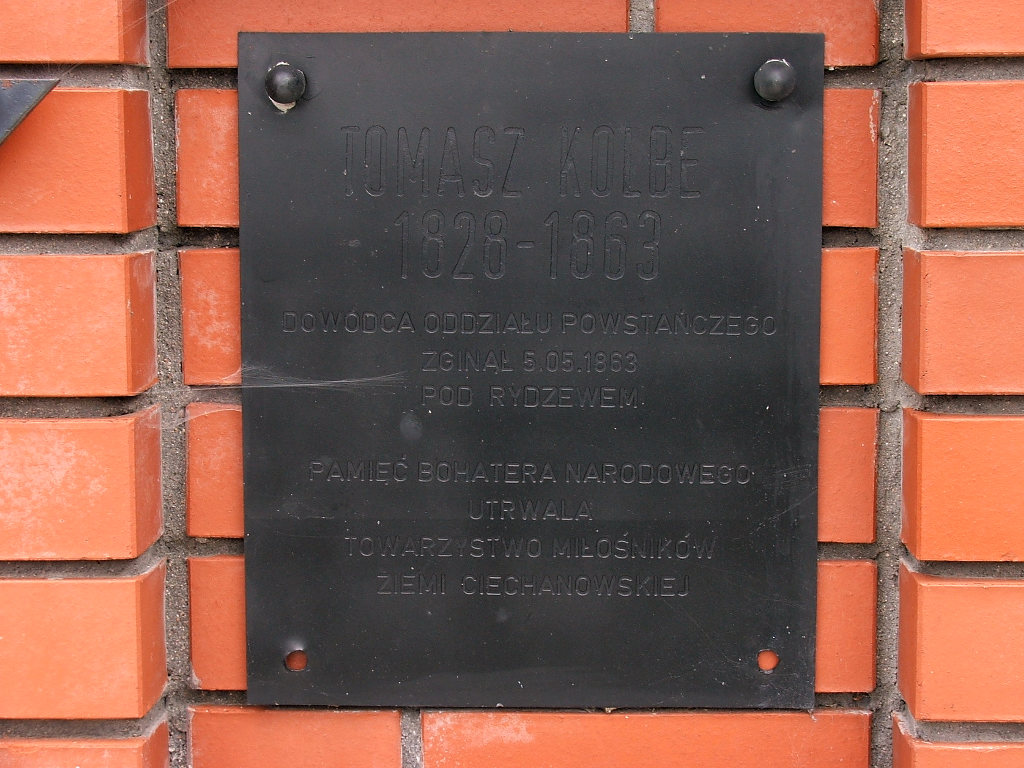 TOMASZ KOLBE
1828-1863
DOWÓDCA ODDZIAŁU POWSTAŃCZEGO
ZGINĄŁ 5.05.1863
POD RYDZEWEM
PAMIĘĆ BOHATERA NARODOWEGO
UTRWALA
TOWARZYSTWO MIŁOŚNIKÓW
ZIEMI CIECHANOWSKIEJ